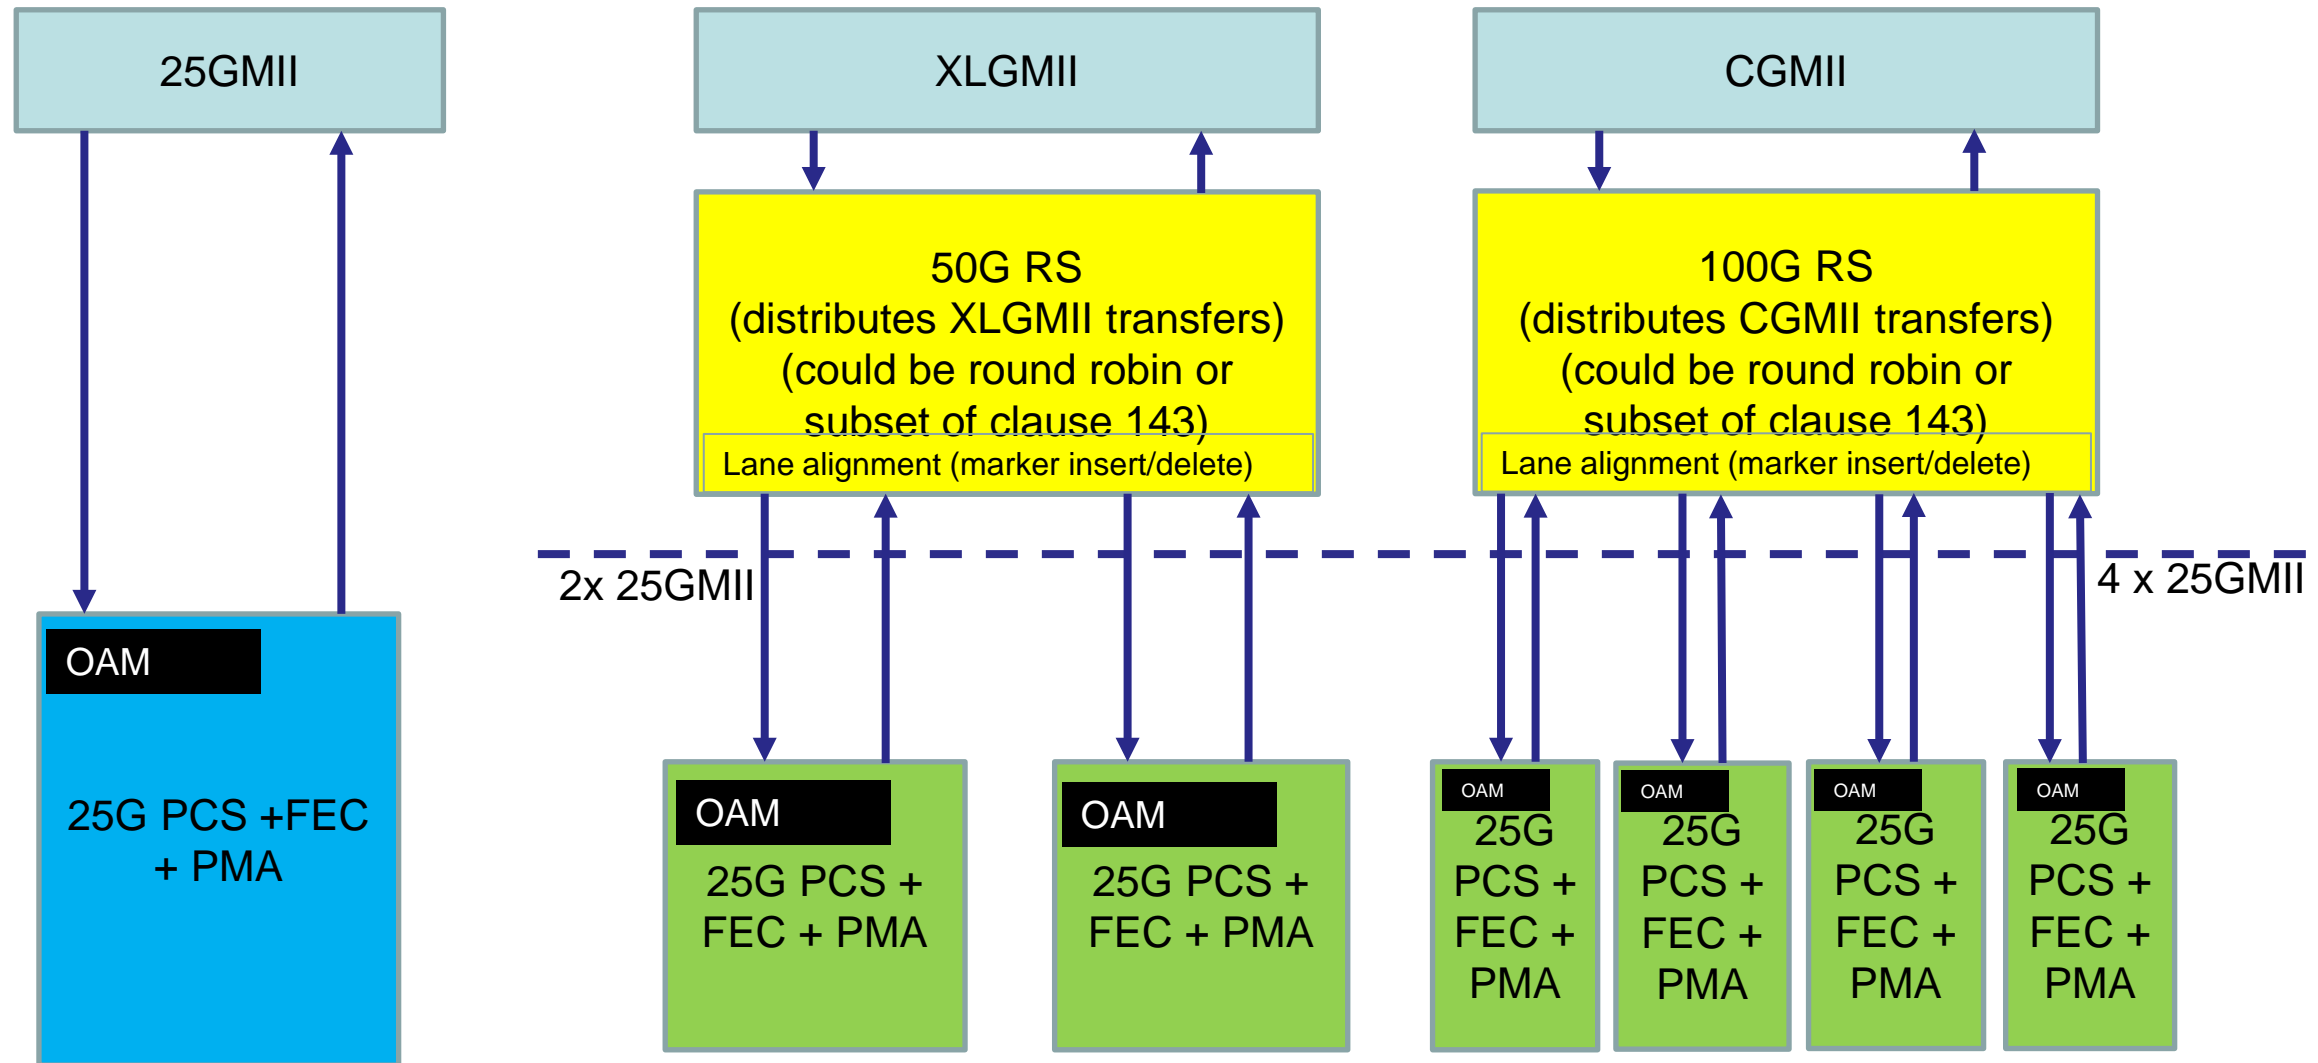 25GMII
XLGMII
CGMII
50G RS
(distributes XLGMII transfers)
(could be round robin or
subset of clause 143)
Lane alignment (marker insert/delete)
100G RS
(distributes CGMII transfers)
(could be round robin or
subset of clause 143)
Lane alignment (marker insert/delete)
2x 25GMII
4 x 25GMII
OAM
25G PCS +FEC
+ PMA
OAM
25G PCS +
FEC + PMA
OAM
25G PCS +
FEC + PMA
OAM
25G
PCS +
FEC +
PMA
OAM
25G
PCS +
FEC +
PMA
OAM
25G
PCS +
FEC +
PMA
OAM
25G
PCS +
FEC +
PMA